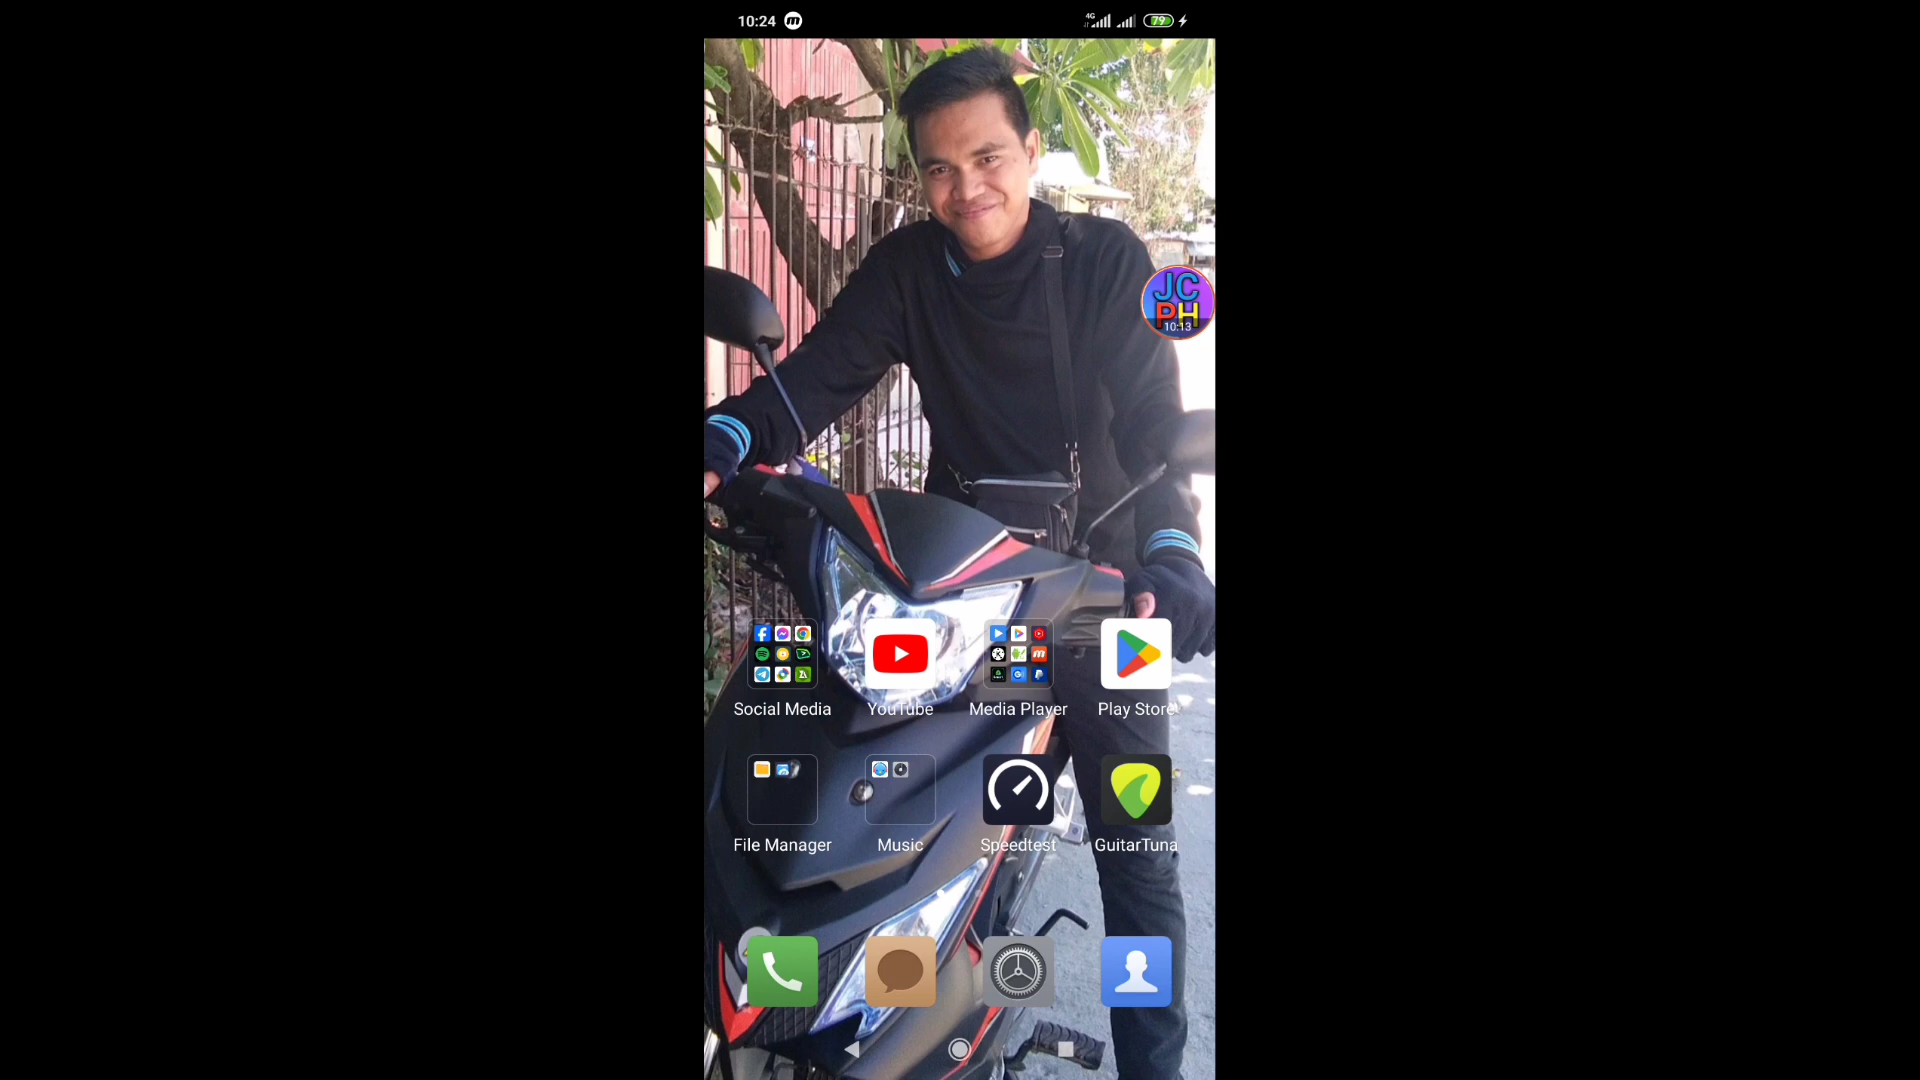 10:24
4G
79
JC
PH
10:13
Social Media
YouTube
Media Player
Play Store
File Manager
Music
Speedtest
GuitarTuna